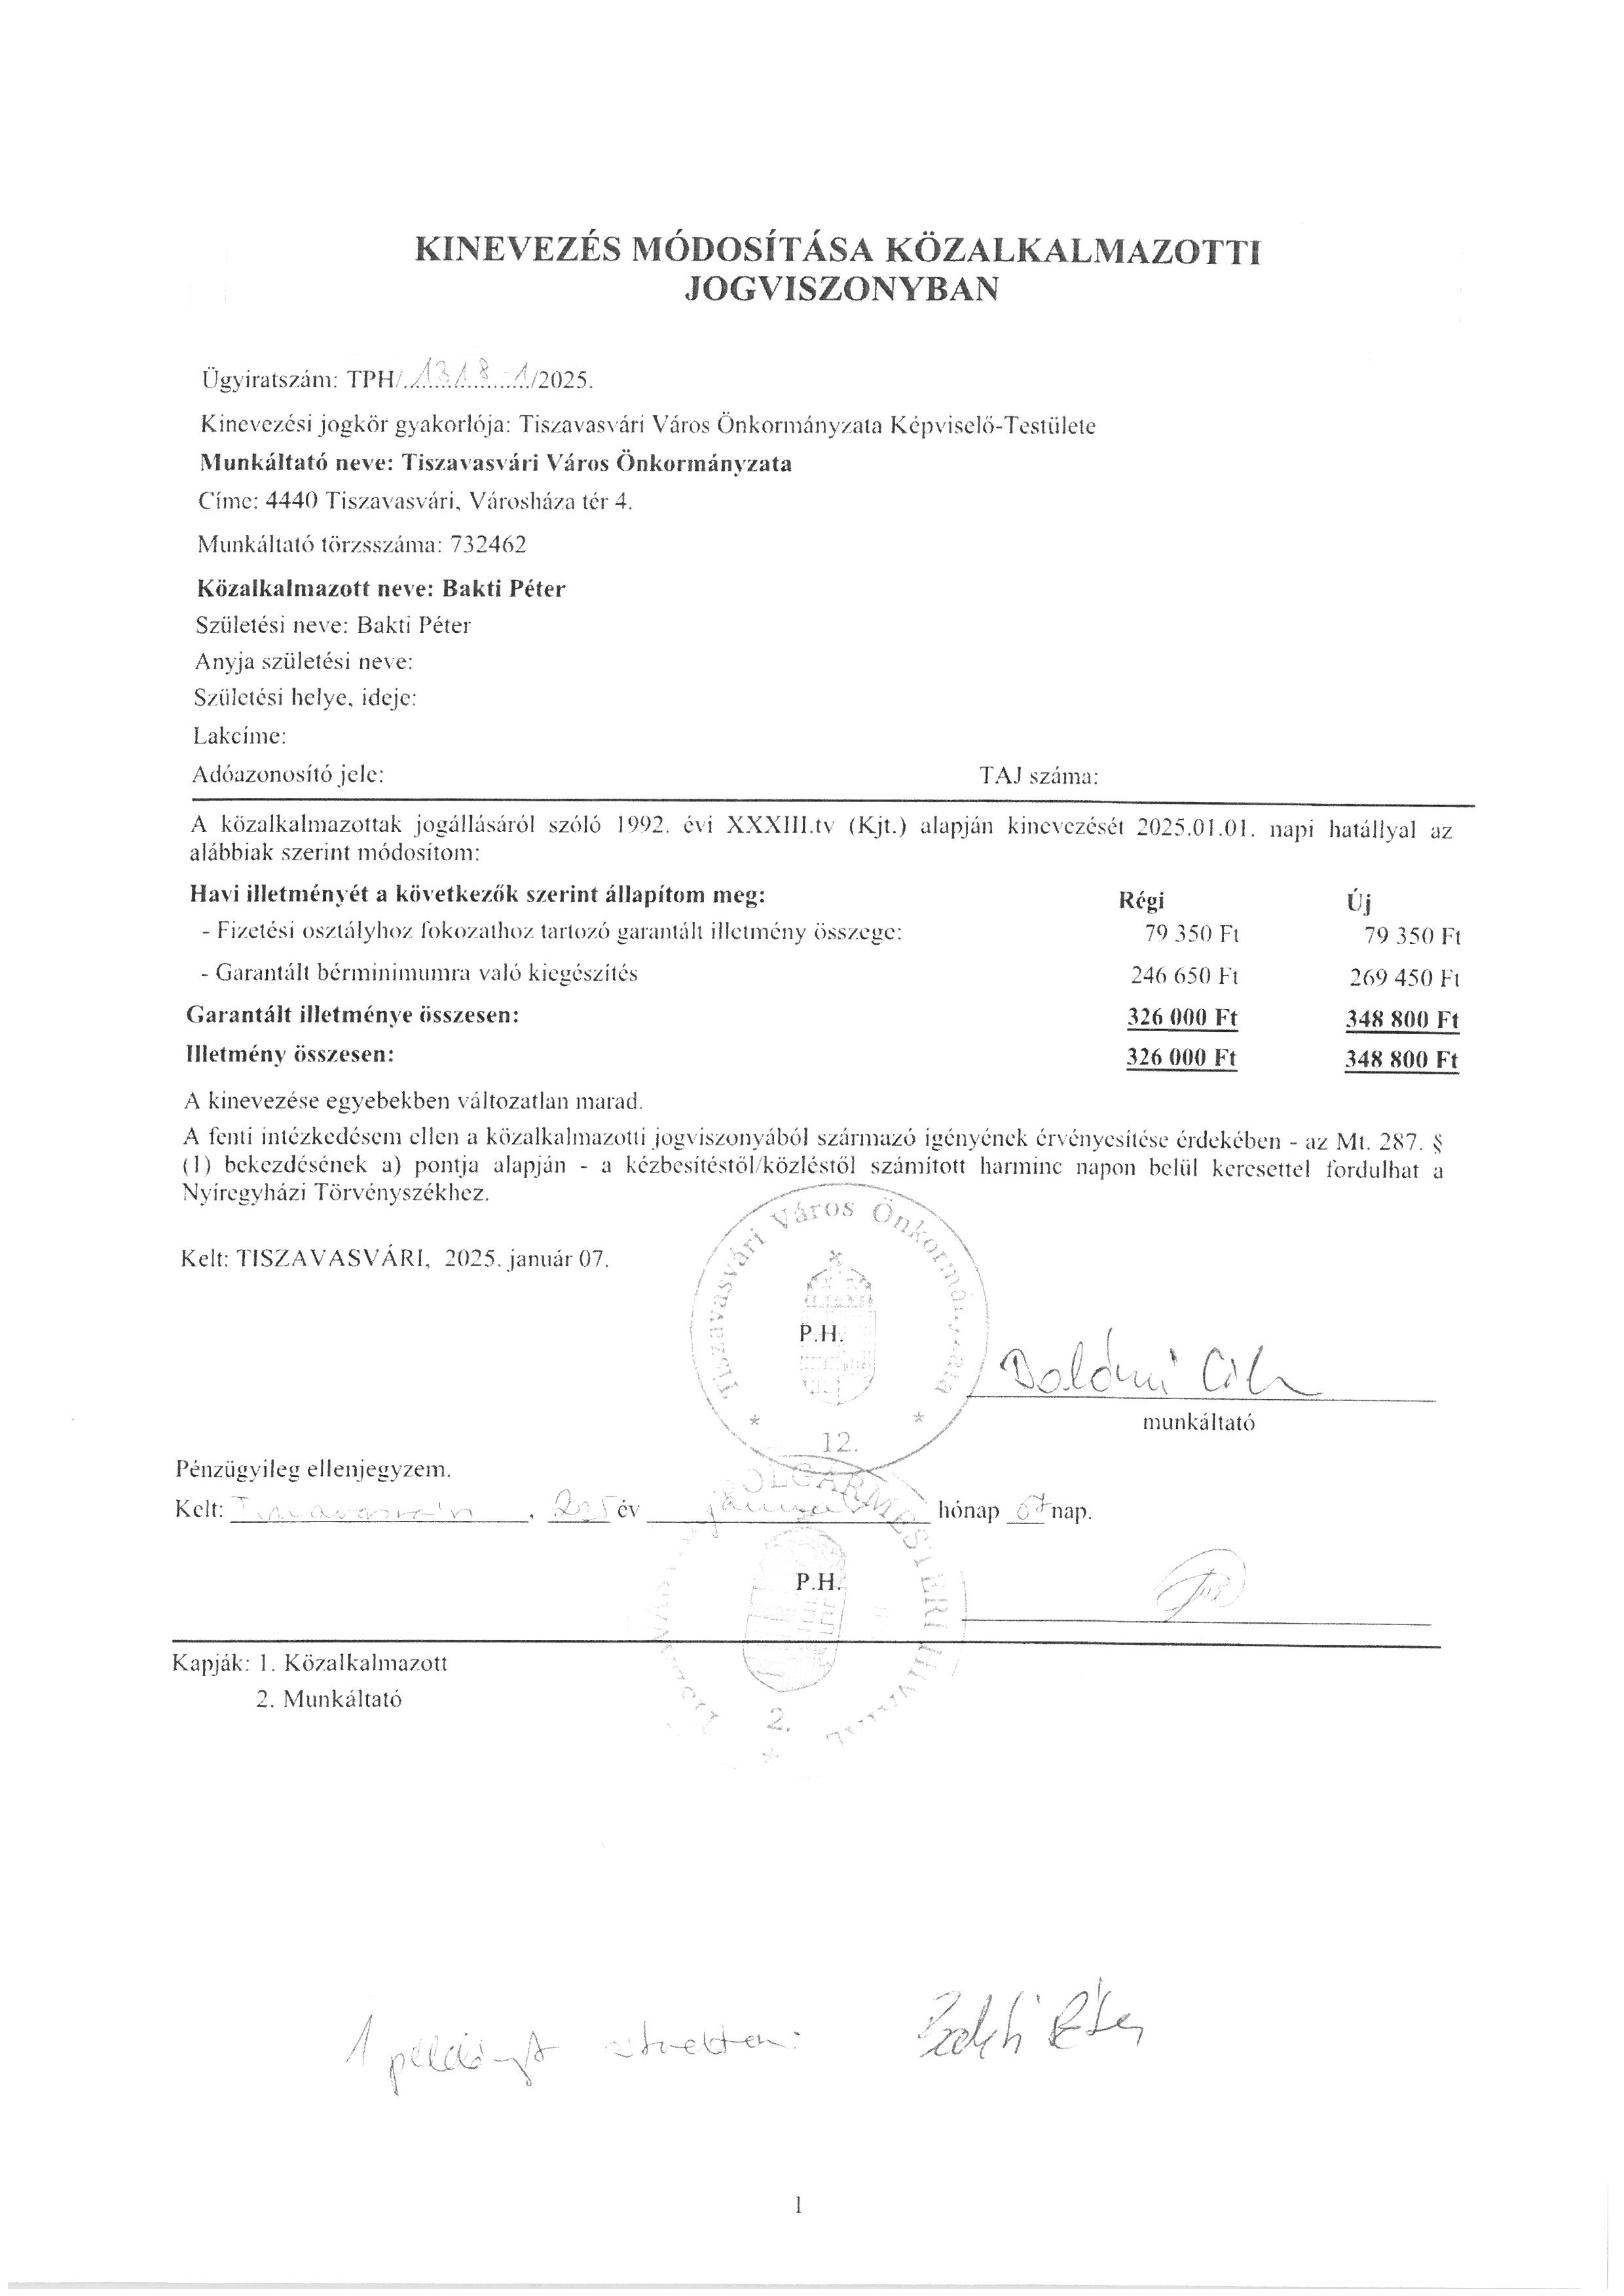 KINEVEZÉS MÓDOSÍTÁSA KÖZALKALMAZOTTI
JOGVISZONYBAN
Ügyiratszám: TPH/.1318-1/2025.
Kinevezési jogkör gyakorlója: Tiszavasvári Város Önkormányzata Képviselő-Testülete
Munkáltató neve: Tiszavasvári Város Önkormányzata
Címe: 4440 Tiszavasvári, Városháza tér 4.
Munkáltató törzsszáma: 732462
Közalkalmazott neve: Bakti Péter
Születési neve: Bakti Péter
Anyja születési neve:
Születési helye, ideje:
Lakcíme:
Adóazonosító jele: TAJ száma:
A közalkalmazottak jogállásáról szóló 1992. évi XXXIII.tv (Kjt.) alapján kinevezését 2025.01.01. napi hatállyal az
alábbiak szerint módosítom:
Havi illetményét a következők szerint állapítom meg: Régi Új
- Fizetési osztályhoz fokozathoz tartozó garantált illetmény összege: 79 350 Ft 79 350 Ft
- Garantált bérminimumra való kiegészítés 246 650 Ft 269 450 Ft
Garantált illetménye összesen: 326 000 Ft 348 800 Ft
Illetmény összesen: 326 000 Ft 348 800 Ft
A kinevezése egyebekben változatlan marad.
A fenti intézkedésem ellen a közalkalmazotti jogviszonyából származó igényének érvényesítése érdekében - az Mt. 287. §
(1) bekezdésének a) pontja alapján - a kézbesítéstől/közléstől számított harminc napon belül keresettel fordulhat a
Nyíregyházi Törvényszékhez.
Tiszavasvári Város Önkormányzata
Kelt: TISZAVASVÁRI, 2025. január 07.
P.H.
munkáltató
* 12. *
Pénzügyileg ellenjegyzem.
POLGÁRMESTERI HIVATAL
Kelt: Tiszavasvári, 2025 év január hónap 07 nap.
P.H.
Kapják: 1. Közalkalmazott
2. Munkáltató
2.
*
1 példányt átvettem: Bakti Péter
1